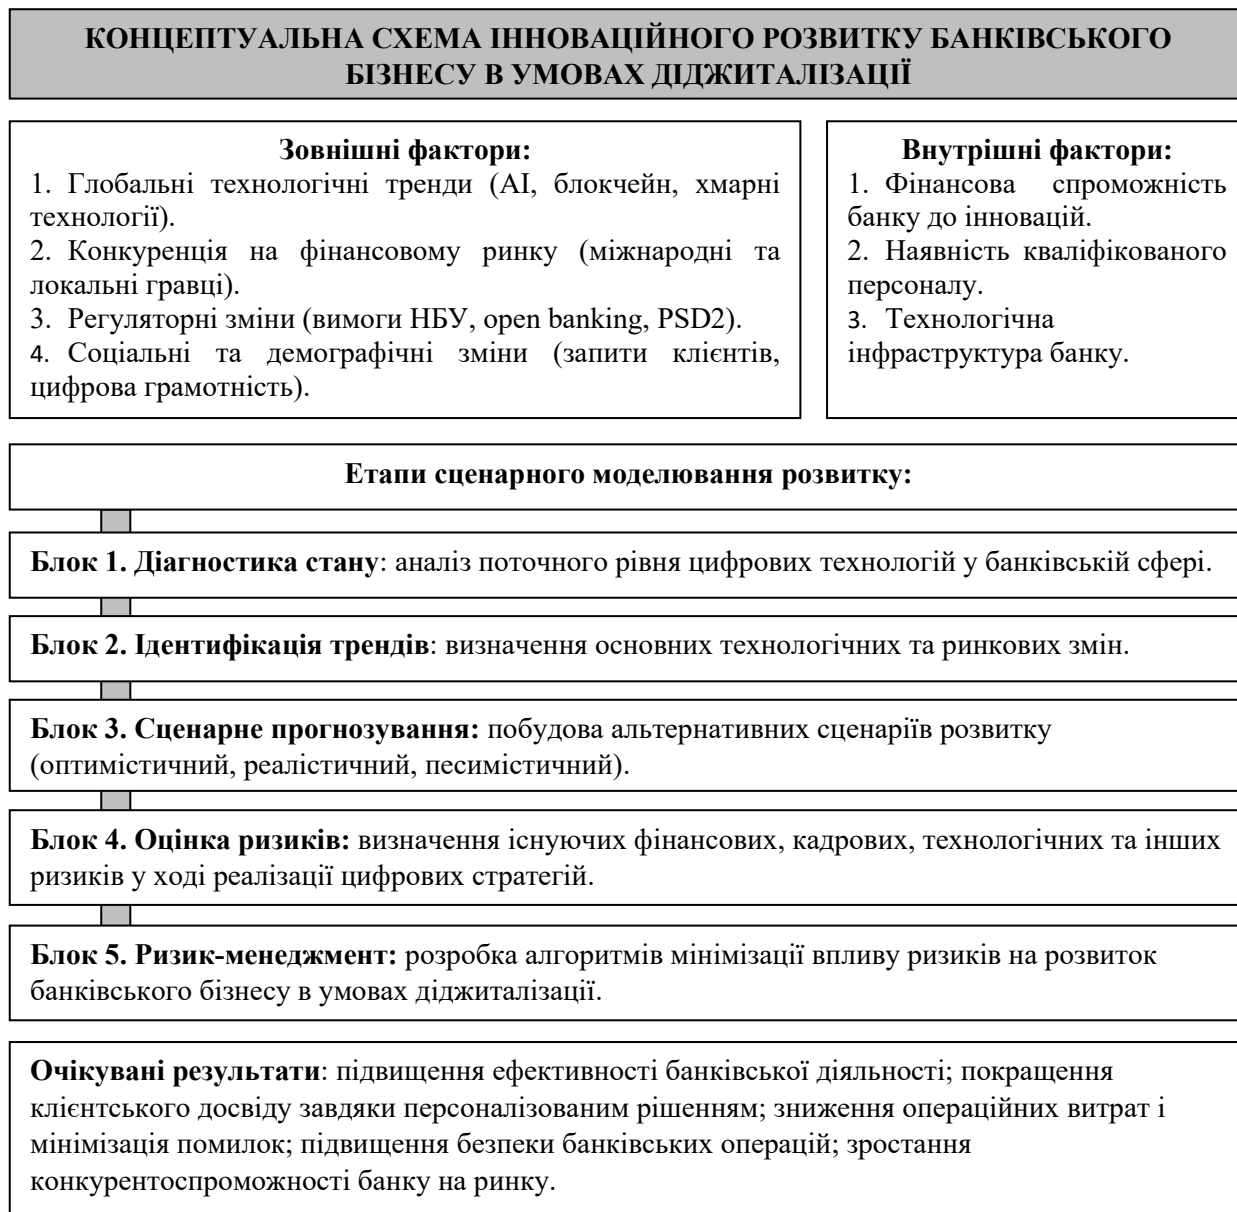 КОНЦЕПТУАЛЬНА СХЕМА ІННОВАЦІЙНОГО РОЗВИТКУ БАНКІВСЬКОГО
БІЗНЕСУ В УМОВАХ ДІДЖИТАЛІЗАЦІЇ
Зовнішні фактори:
1. Глобальні технологічні тренди (AI, блокчейн, хмарні
технології).
2. Конкуренція на фінансовому ринку (міжнародні та
локальні гравці).
3. Регуляторні зміни (вимоги НБУ, open banking, PSD2).
4. Соціальні та демографічні зміни (запити клієнтів,
цифрова грамотність).
Внутрішні фактори:
1. Фінансова спроможність
банку до інновацій.
2. Наявність кваліфікованого
персоналу.
3. Технологічна
інфраструктура банку.
Етапи сценарного моделювання розвитку:
Блок 1. Діагностика стану: аналіз поточного рівня цифрових технологій у банківській сфері.
Блок 2. Ідентифікація трендів: визначення основних технологічних та ринкових змін.
Блок 3. Сценарне прогнозування: побудова альтернативних сценаріїв розвитку
(оптимістичний, реалістичний, песимістичний).
Блок 4. Оцінка ризиків: визначення існуючих фінансових, кадрових, технологічних та інших
ризиків у ході реалізації цифрових стратегій.
Блок 5. Ризик-менеджмент: розробка алгоритмів мінімізації впливу ризиків на розвиток
банківського бізнесу в умовах діджиталізації.
Очікувані результати: підвищення ефективності банківської діяльності; покращення
клієнтського досвіду завдяки персоналізованим рішенням; зниження операційних витрат і
мінімізація помилок; підвищення безпеки банківських операцій; зростання
конкурентоспроможності банку на ринку.